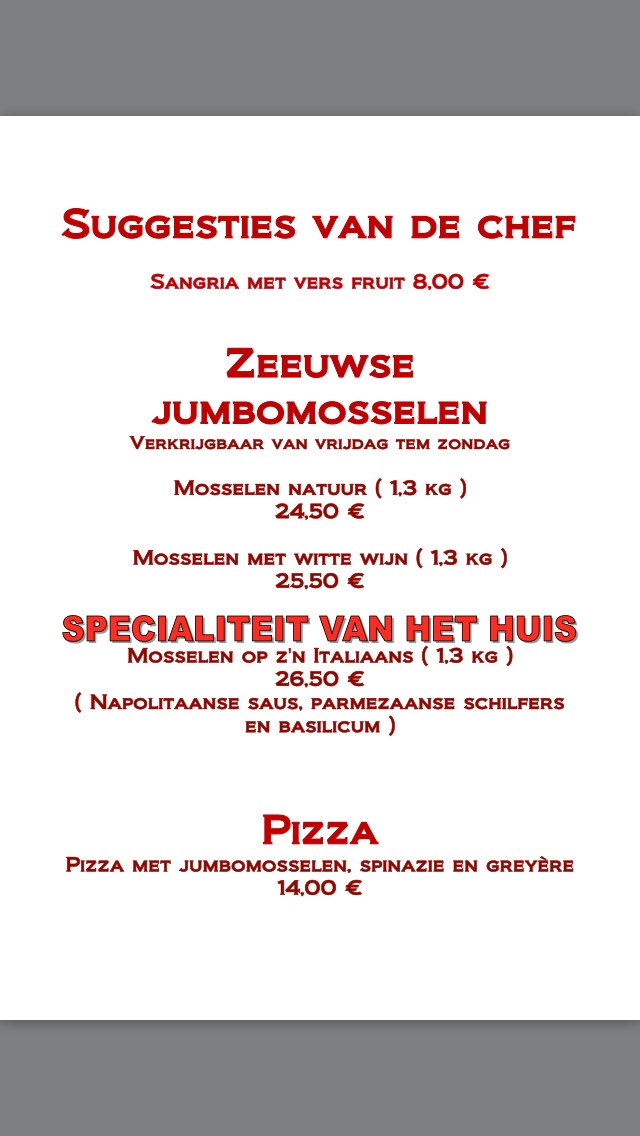 Suggesties van de chef
Sangria met vers fruit 8,00 €
Zeeuwse
jumbomosselen
Verkrijgbaar van vrijdag tem zondag
Mosselen natuur ( 1,3 kg )
24,50 €
Mosselen met witte wijn ( 1,3 kg )
25,50 €
SPECIALITEIT VAN HET HUIS
Mosselen op z'n Italiaans ( 1,3 kg )
26,50 €
( Napolitaanse saus, parmezaanse schilfers
en basilicum )
Pizza
Pizza met jumbomosselen, spinazie en greyère
14,00 €